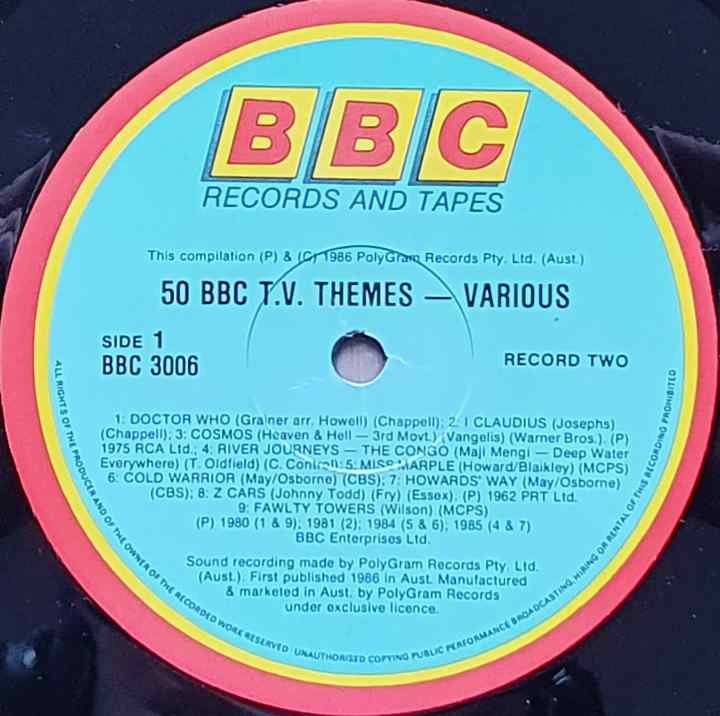 BBC
RECORDS AND TAPES
This compilation (P) & (C) 1986 PolyGram Records Pty. Ltd. (Aust.)
50 BBC T.V. THEMES — VARIOUS
SIDE 1
BBC 3006
RECORD TWO
1: DOCTOR WHO (Grainer arr. Howell) (Chappell); 2: I CLAUDIUS (Josephs)
(Chappell); 3: COSMOS (Heaven & Hell — 3rd Movt.) (Vangelis) (Warner Bros.). (P)
1975 RCA Ltd.; 4: RIVER JOURNEYS — THE CONGO (Maji Mengi — Deep Water
Everywhere) (T. Oldfield) (C. Control); 5: MISS MARPLE (Howard/Blaikley) (MCPS)
6: COLD WARRIOR (May/Osborne) (CBS); 7: HOWARDS' WAY (May/Osborne)
(CBS); 8: Z CARS (Johnny Todd) (Fry) (Essex). (P) 1962 PRT Ltd.
9: FAWLTY TOWERS (Wilson) (MCPS)
(P) 1980 (1 & 9); 1981 (2); 1984 (5 & 6); 1985 (4 & 7)
BBC Enterprises Ltd.
Sound recording made by PolyGram Records Pty. Ltd.
(Aust.). First published 1986 in Aust. Manufactured
& marketed in Aust. by PolyGram Records
under exclusive licence.
ALL RIGHTS OF THE PRODUCER AND OF THE OWNER OF THE RECORDED WORK RESERVED · UNAUTHORISED COPYING PUBLIC PERFORMANCE BROADCASTING, HIRING OR RENTAL OF THIS RECORDING PROHIBITED